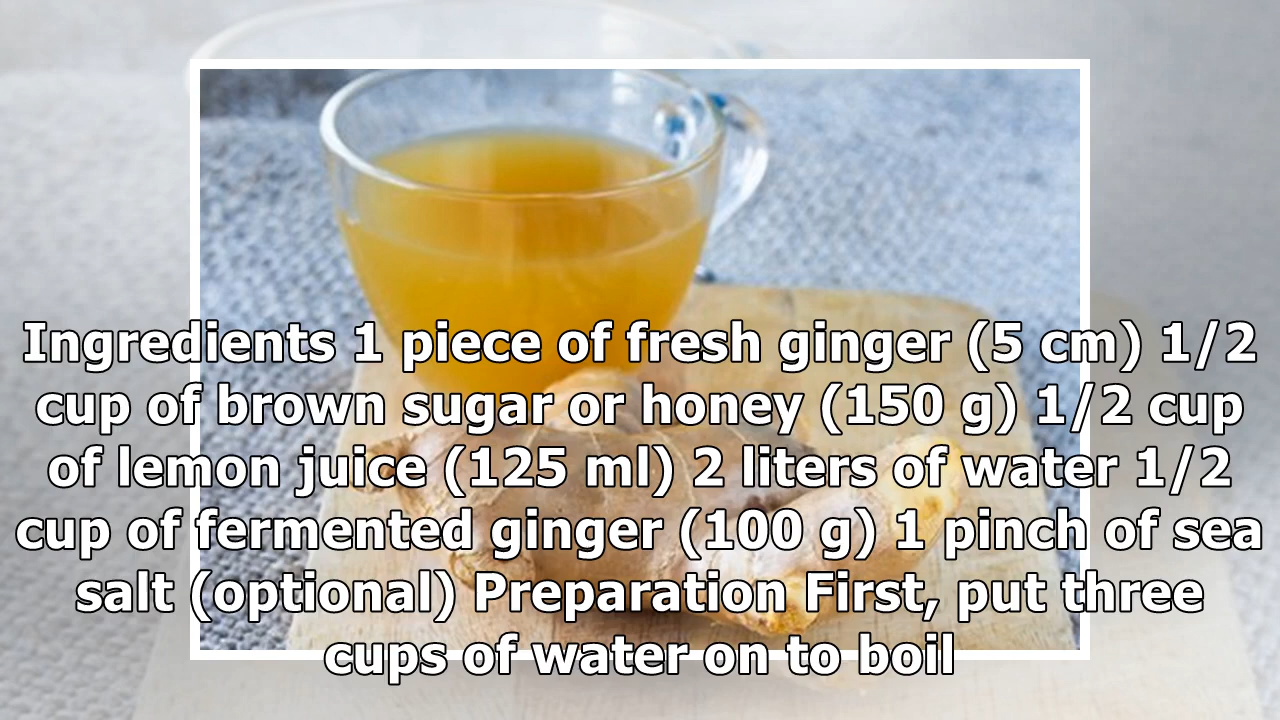 Ingredients 1 piece of fresh ginger (5 cm) 1/2
cup of brown sugar or honey (150 g) 1/2 cup
of lemon juice (125 ml) 2 liters of water 1/2
cup of fermented ginger (100 g) 1 pinch of sea
salt (optional) Preparation First, put three
cups of water on to boil